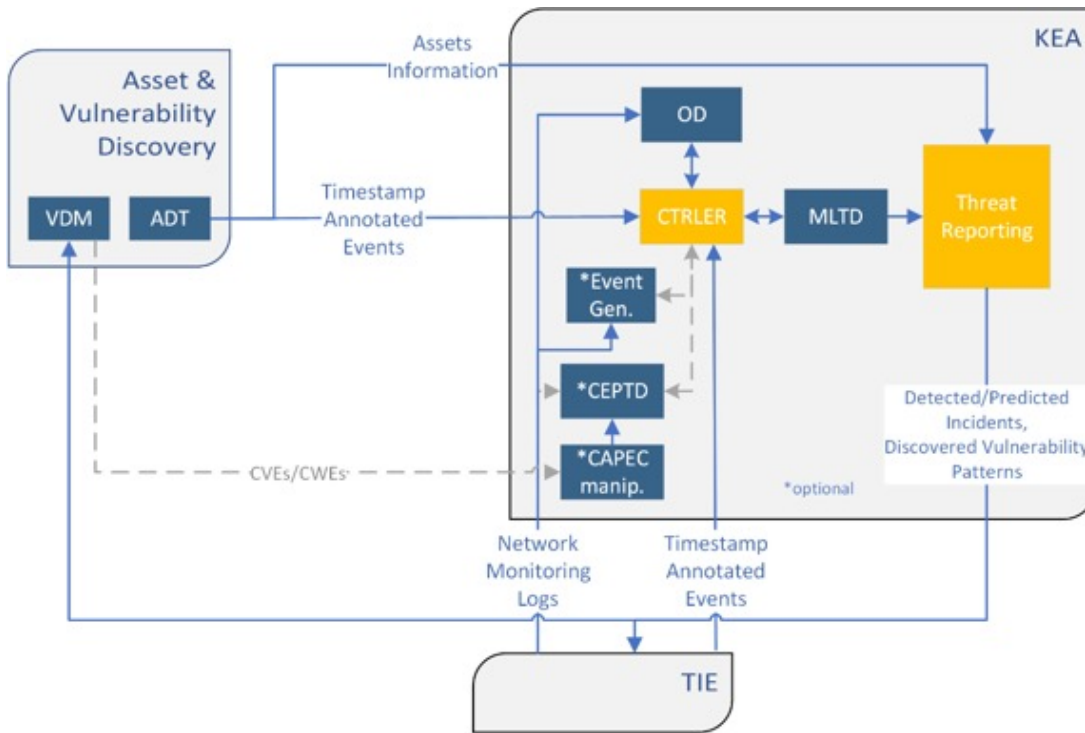 KEA
Assets
Information
Asset &
Vulnerability
Discovery
OD
VDM
ADT
Timestamp
Annotated
Events
CTRLER
MLTD
Threat
Reporting
*Event
Gen.
*CEPTD
Detected/Predicted
Incidents,
Discovered Vulnerability
Patterns
CVEs/CWEs
*CAPEC
manip.
*optional
Network
Monitoring
Logs
Timestamp
Annotated
Events
TIE